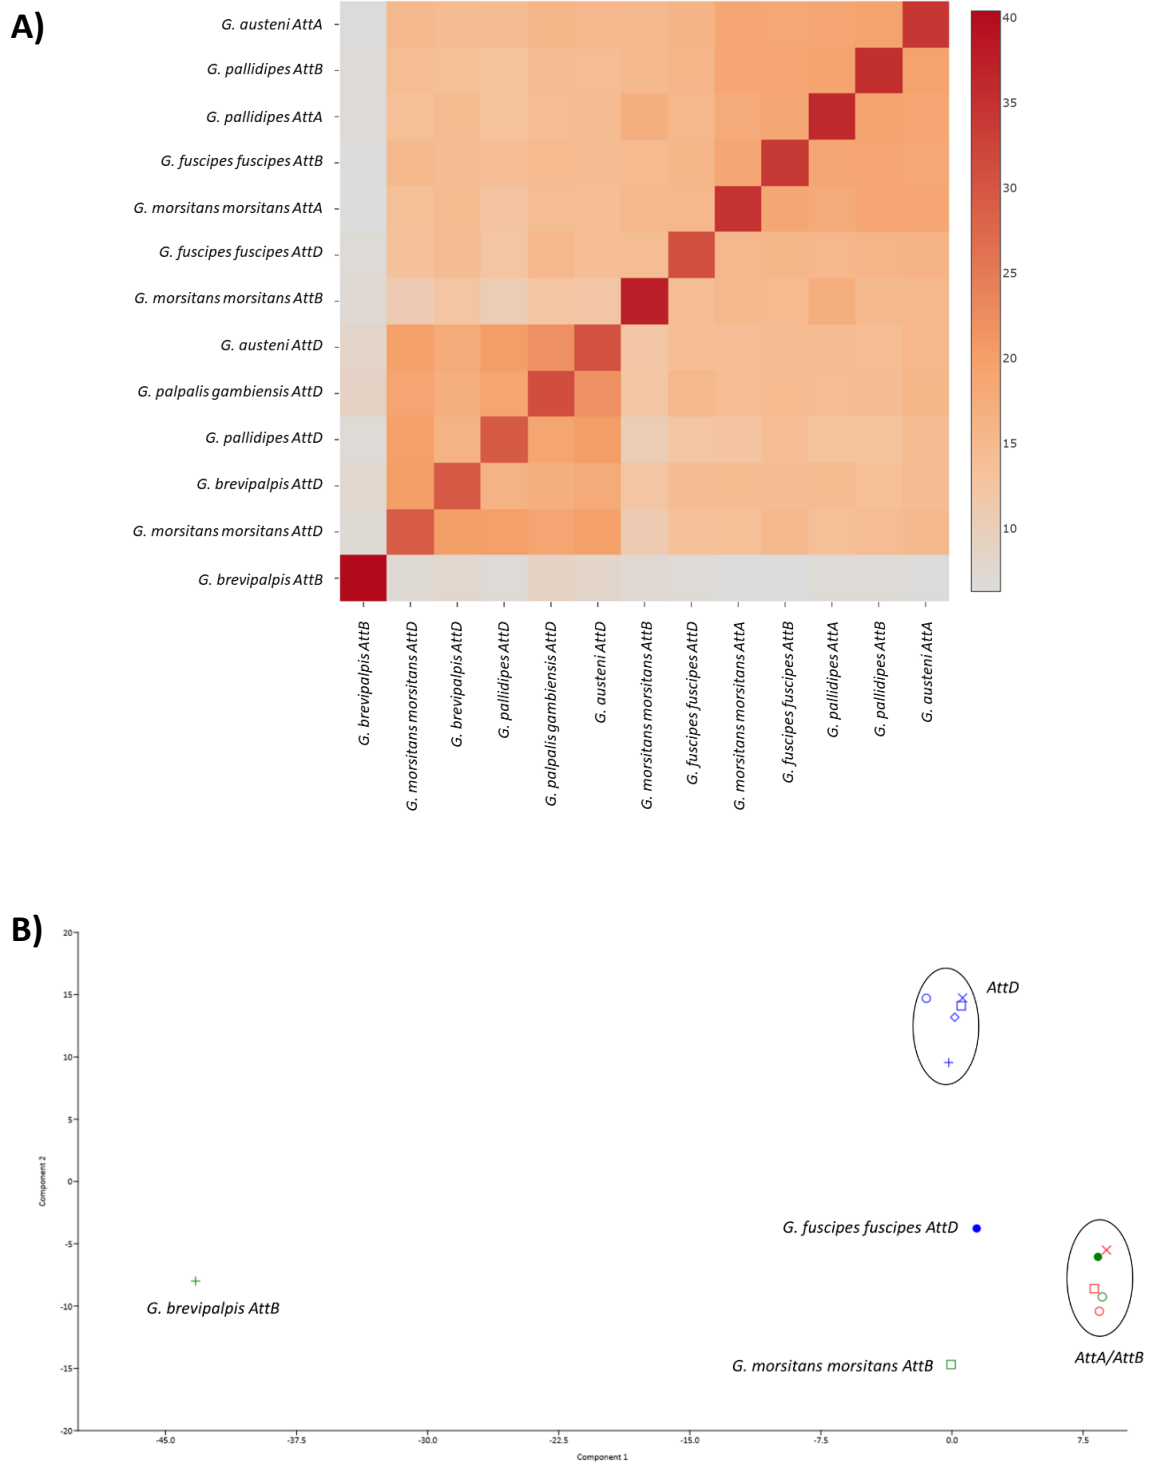 A)
G. austeni AttA
G. pallidipes AttB
G. pallidipes AttA
G. fuscipes fuscipes AttB
G. morsitans morsitans AttA
G. fuscipes fuscipes AttD
G. morsitans morsitans AttB
G. austeni AttD
G. palpalis gambiensis AttD
G. pallidipes AttD
G. brevipalpis AttD
G. morsitans morsitans AttD
G. brevipalpis AttB
40
35
30
25
20
15
10
G. brevipalpis AttB
G. morsitans morsitans AttD
G. brevipalpis AttD
G. pallidipes AttD
G. palpalis gambiensis AttD
G. austeni AttD
G. morsitans morsitans AttB
G. fuscipes fuscipes AttD
G. morsitans morsitans AttA
G. fuscipes fuscipes AttB
G. pallidipes AttA
G. pallidipes AttB
G. austeni AttA
B)
20
15
10
5
0
-5
-10
-15
-20
Component 2
AttD
G. fuscipes fuscipes AttD
G. brevipalpis AttB
G. morsitans morsitans AttB
AttA/AttB
-45.0
-37.5
-30.0
-22.5
-15.0
-7.5
0.0
7.5
Component 1